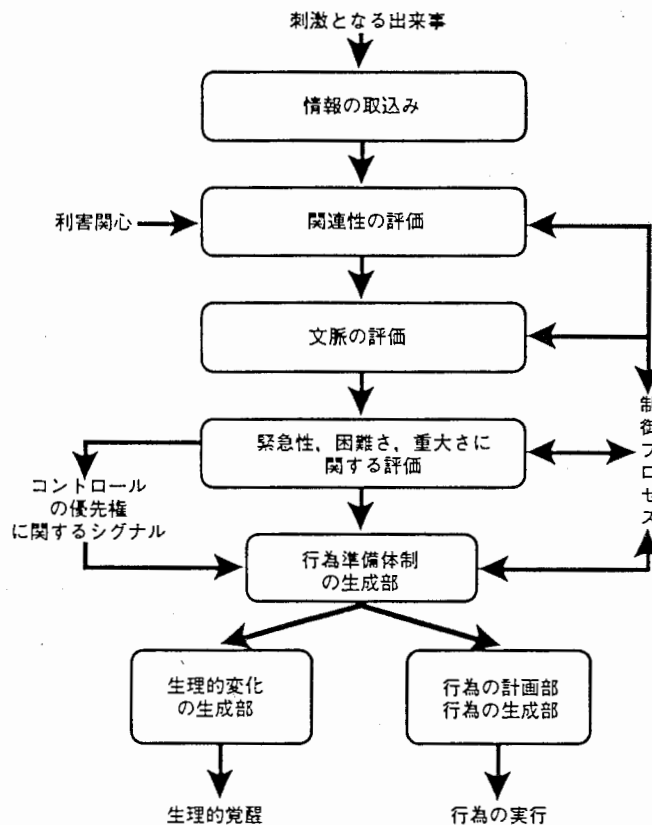 刺激となる出来事
情報の取込み
利害関心
関連性の評価
文脈の評価
緊急性，困難さ，重大さに
関する評価
制御プロセス
コントロール
の優先権
に関するシグナル
行為準備体制
の生成部
生理的変化
の生成部
行為の計画部
行為の生成部
生理的覚醒
行為の実行